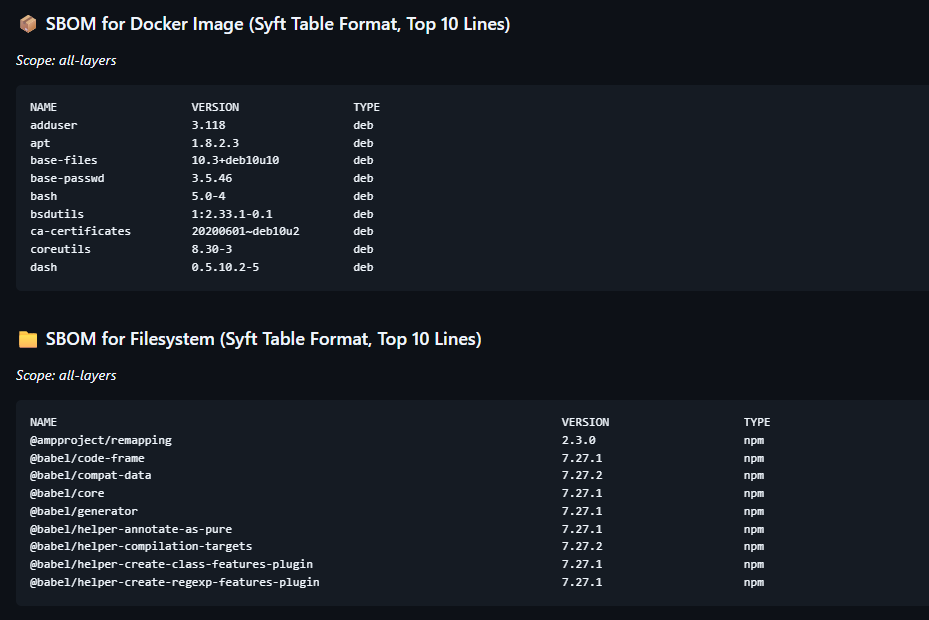 📦 SBOM for Docker Image (Syft Table Format, Top 10 Lines)
Scope: all-layers
NAME VERSION TYPE
adduser 3.118 deb
apt 1.8.2.3 deb
base-files 10.3+deb10u10 deb
base-passwd 3.5.46 deb
bash 5.0-4 deb
bsdutils 1:2.33.1-0.1 deb
ca-certificates 20200601~deb10u2 deb
coreutils 8.30-3 deb
dash 0.5.10.2-5 deb
📁 SBOM for Filesystem (Syft Table Format, Top 10 Lines)
Scope: all-layers
NAME VERSION TYPE
@ampproject/remapping 2.3.0 npm
@babel/code-frame 7.27.1 npm
@babel/compat-data 7.27.2 npm
@babel/core 7.27.1 npm
@babel/generator 7.27.1 npm
@babel/helper-annotate-as-pure 7.27.1 npm
@babel/helper-compilation-targets 7.27.2 npm
@babel/helper-create-class-features-plugin 7.27.1 npm
@babel/helper-create-regexp-features-plugin 7.27.1 npm